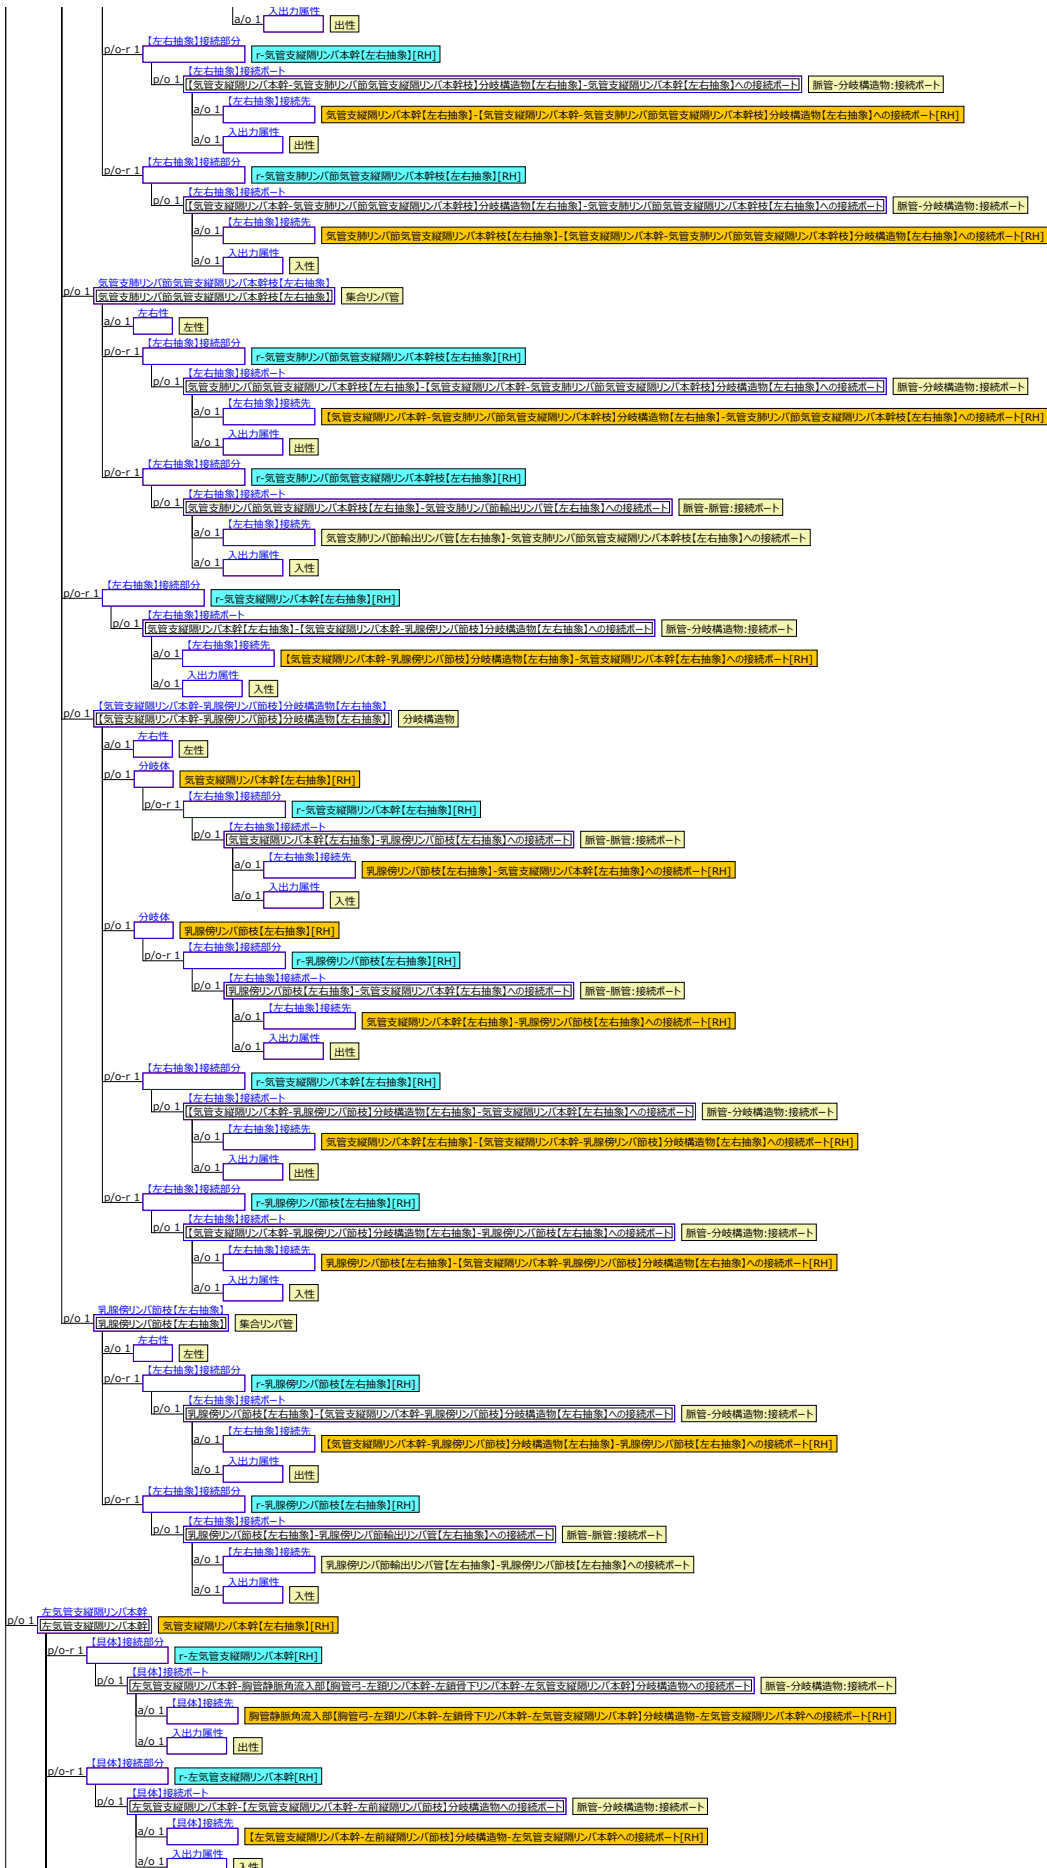 入出力属性
a/o 1 出性
【左右抽象】接続部分
p/o-r 1 r-気管支縦隔リンパ本幹【左右抽象】[RH]
【左右抽象】接続ポート
p/o 1 【気管支縦隔リンパ本幹-気管支肺リンパ節気管支縦隔リンパ本幹枝】分岐構造物【左右抽象】-気管支縦隔リンパ本幹【左右抽象】への接続ポート 脈管-分岐構造物:接続ポート
【左右抽象】接続先
a/o 1 気管支縦隔リンパ本幹【左右抽象】-【気管支縦隔リンパ本幹-気管支肺リンパ節気管支縦隔リンパ本幹枝】分岐構造物【左右抽象】への接続ポート[RH]
入出力属性
a/o 1 出性
【左右抽象】接続部分
p/o-r 1 r-気管支肺リンパ節気管支縦隔リンパ本幹枝【左右抽象】[RH]
【左右抽象】接続ポート
p/o 1 【気管支縦隔リンパ本幹-気管支肺リンパ節気管支縦隔リンパ本幹枝】分岐構造物【左右抽象】-気管支肺リンパ節気管支縦隔リンパ本幹枝【左右抽象】への接続ポート 脈管-分岐構造物:接続ポート
【左右抽象】接続先
a/o 1 気管支肺リンパ節気管支縦隔リンパ本幹枝【左右抽象】-【気管支縦隔リンパ本幹-気管支肺リンパ節気管支縦隔リンパ本幹枝】分岐構造物【左右抽象】への接続ポート[RH]
入出力属性
a/o 1 入性
気管支肺リンパ節気管支縦隔リンパ本幹枝【左右抽象】
p/o 1 気管支肺リンパ節気管支縦隔リンパ本幹枝【左右抽象】 集合リンパ管
左右性
a/o 1 左性
【左右抽象】接続部分
p/o-r 1 r-気管支肺リンパ節気管支縦隔リンパ本幹枝【左右抽象】[RH]
【左右抽象】接続ポート
p/o 1 気管支肺リンパ節気管支縦隔リンパ本幹枝【左右抽象】-【気管支縦隔リンパ本幹-気管支肺リンパ節気管支縦隔リンパ本幹枝】分岐構造物【左右抽象】への接続ポート 脈管-分岐構造物:接続ポート
【左右抽象】接続先
a/o 1 【気管支縦隔リンパ本幹-気管支肺リンパ節気管支縦隔リンパ本幹枝】分岐構造物【左右抽象】-気管支肺リンパ節気管支縦隔リンパ本幹枝【左右抽象】への接続ポート[RH]
入出力属性
a/o 1 出性
【左右抽象】接続部分
p/o-r 1 r-気管支肺リンパ節気管支縦隔リンパ本幹枝【左右抽象】[RH]
【左右抽象】接続ポート
p/o 1 気管支肺リンパ節気管支縦隔リンパ本幹枝【左右抽象】-気管支肺リンパ節輸出リンパ管【左右抽象】への接続ポート 脈管-脈管:接続ポート
【左右抽象】接続先
a/o 1 気管支肺リンパ節輸出リンパ管【左右抽象】-気管支肺リンパ節気管支縦隔リンパ本幹枝【左右抽象】への接続ポート
入出力属性
a/o 1 入性
【左右抽象】接続部分
p/o-r 1 r-気管支縦隔リンパ本幹【左右抽象】[RH]
【左右抽象】接続ポート
p/o 1 気管支縦隔リンパ本幹【左右抽象】-【気管支縦隔リンパ本幹-乳腺傍リンパ節枝】分岐構造物【左右抽象】への接続ポート 脈管-分岐構造物:接続ポート
【左右抽象】接続先
a/o 1 【気管支縦隔リンパ本幹-乳腺傍リンパ節枝】分岐構造物【左右抽象】-気管支縦隔リンパ本幹【左右抽象】への接続ポート[RH]
入出力属性
a/o 1 入性
【気管支縦隔リンパ本幹-乳腺傍リンパ節枝】分岐構造物【左右抽象】
p/o 1 【気管支縦隔リンパ本幹-乳腺傍リンパ節枝】分岐構造物【左右抽象】 分岐構造物
左右性
a/o 1 左性
分岐体
p/o 1 気管支縦隔リンパ本幹【左右抽象】[RH]
【左右抽象】接続部分
p/o-r 1 r-気管支縦隔リンパ本幹【左右抽象】[RH]
【左右抽象】接続ポート
p/o 1 気管支縦隔リンパ本幹【左右抽象】-乳腺傍リンパ節枝【左右抽象】への接続ポート 脈管-脈管:接続ポート
【左右抽象】接続先
a/o 1 乳腺傍リンパ節枝【左右抽象】-気管支縦隔リンパ本幹【左右抽象】への接続ポート[RH]
入出力属性
a/o 1 入性
分岐体
p/o 1 乳腺傍リンパ節枝【左右抽象】[RH]
【左右抽象】接続部分
p/o-r 1 r-乳腺傍リンパ節枝【左右抽象】[RH]
【左右抽象】接続ポート
p/o 1 乳腺傍リンパ節枝【左右抽象】-気管支縦隔リンパ本幹【左右抽象】への接続ポート 脈管-脈管:接続ポート
【左右抽象】接続先
a/o 1 気管支縦隔リンパ本幹【左右抽象】-乳腺傍リンパ節枝【左右抽象】への接続ポート[RH]
入出力属性
a/o 1 出性
【左右抽象】接続部分
p/o-r 1 r-気管支縦隔リンパ本幹【左右抽象】[RH]
【左右抽象】接続ポート
p/o 1 【気管支縦隔リンパ本幹-乳腺傍リンパ節枝】分岐構造物【左右抽象】-気管支縦隔リンパ本幹【左右抽象】への接続ポート 脈管-分岐構造物:接続ポート
【左右抽象】接続先
a/o 1 気管支縦隔リンパ本幹【左右抽象】-【気管支縦隔リンパ本幹-乳腺傍リンパ節枝】分岐構造物【左右抽象】への接続ポート[RH]
入出力属性
a/o 1 出性
【左右抽象】接続部分
p/o-r 1 r-乳腺傍リンパ節枝【左右抽象】[RH]
【左右抽象】接続ポート
p/o 1 【気管支縦隔リンパ本幹-乳腺傍リンパ節枝】分岐構造物【左右抽象】-乳腺傍リンパ節枝【左右抽象】への接続ポート 脈管-分岐構造物:接続ポート
【左右抽象】接続先
a/o 1 乳腺傍リンパ節枝【左右抽象】-【気管支縦隔リンパ本幹-乳腺傍リンパ節枝】分岐構造物【左右抽象】への接続ポート[RH]
入出力属性
a/o 1 入性
乳腺傍リンパ節枝【左右抽象】
p/o 1 乳腺傍リンパ節枝【左右抽象】 集合リンパ管
左右性
a/o 1 左性
【左右抽象】接続部分
p/o-r 1 r-乳腺傍リンパ節枝【左右抽象】[RH]
【左右抽象】接続ポート
p/o 1 乳腺傍リンパ節枝【左右抽象】-【気管支縦隔リンパ本幹-乳腺傍リンパ節枝】分岐構造物【左右抽象】への接続ポート 脈管-分岐構造物:接続ポート
【左右抽象】接続先
a/o 1 【気管支縦隔リンパ本幹-乳腺傍リンパ節枝】分岐構造物【左右抽象】-乳腺傍リンパ節枝【左右抽象】への接続ポート[RH]
入出力属性
a/o 1 出性
【左右抽象】接続部分
p/o-r 1 r-乳腺傍リンパ節枝【左右抽象】[RH]
【左右抽象】接続ポート
p/o 1 乳腺傍リンパ節枝【左右抽象】-乳腺傍リンパ節輸出リンパ管【左右抽象】への接続ポート 脈管-脈管:接続ポート
【左右抽象】接続先
a/o 1 乳腺傍リンパ節輸出リンパ管【左右抽象】-乳腺傍リンパ節枝【左右抽象】への接続ポート
入出力属性
a/o 1 入性
左気管支縦隔リンパ本幹
p/o 1 左気管支縦隔リンパ本幹 気管支縦隔リンパ本幹【左右抽象】[RH]
【具体】接続部分
p/o-r 1 r-左気管支縦隔リンパ本幹[RH]
【具体】接続ポート
p/o 1 左気管支縦隔リンパ本幹-胸管静脈角流入部【胸管弓-左頚リンパ本幹-左鎖骨下リンパ本幹-左気管支縦隔リンパ本幹】分岐構造物への接続ポート 脈管-分岐構造物:接続ポート
【具体】接続先
a/o 1 胸管静脈角流入部【胸管弓-左頚リンパ本幹-左鎖骨下リンパ本幹-左気管支縦隔リンパ本幹】分岐構造物-左気管支縦隔リンパ本幹への接続ポート[RH]
入出力属性
a/o 1 出性
【具体】接続部分
p/o-r 1 r-左気管支縦隔リンパ本幹[RH]
【具体】接続ポート
p/o 1 左気管支縦隔リンパ本幹-【左気管支縦隔リンパ本幹-左前縦隔リンパ節枝】分岐構造物への接続ポート 脈管-分岐構造物:接続ポート
【具体】接続先
a/o 1 【左気管支縦隔リンパ本幹-左前縦隔リンパ節枝】分岐構造物-左気管支縦隔リンパ本幹への接続ポート[RH]
入出力属性
a/o 1 入性